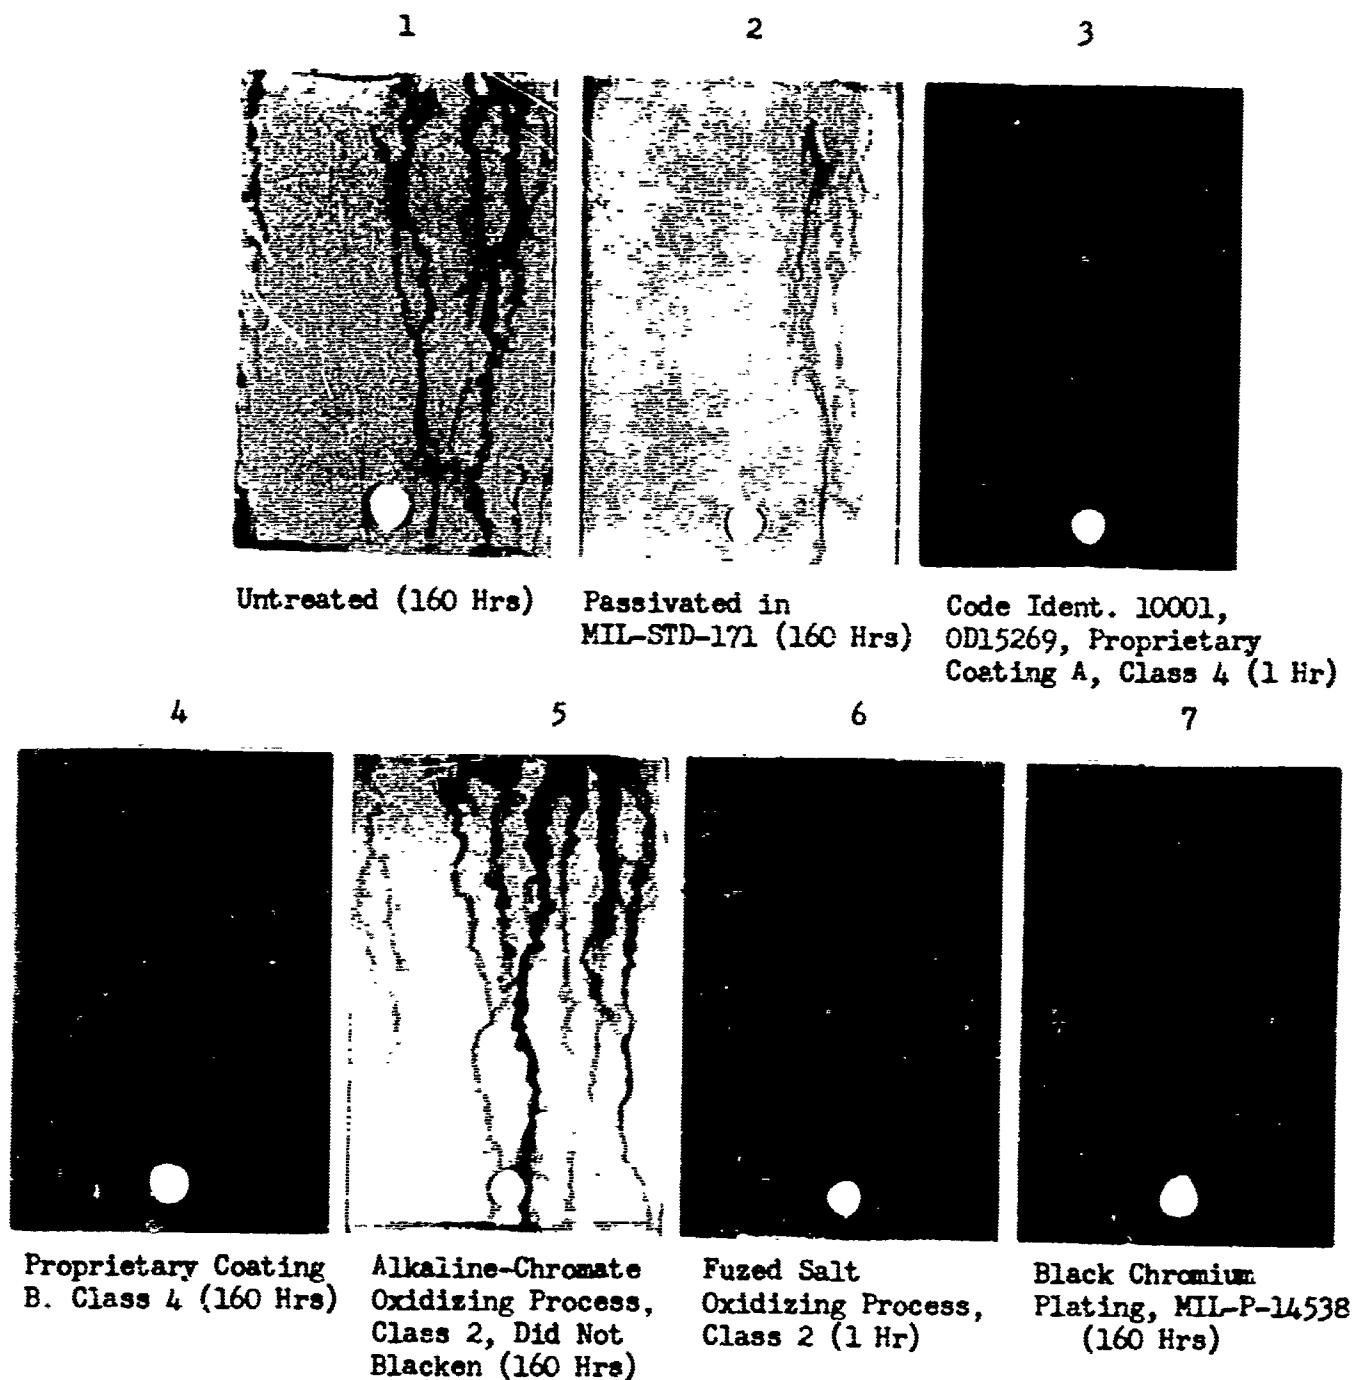 1
2
3
Untreated (160 Hrs)
Passivated in
MIL-STD-171 (160 Hrs)
Code Ident. 10001,
OD15269, Proprietary
Coating A, Class 4 (1 Hr)
4
5
6
7
Proprietary Coating
B. Class 4 (160 Hrs)
Alkaline-Chromate
Oxidizing Process,
Class 2, Did Not
Blacken (160 Hrs)
Fuzed Salt
Oxidizing Process,
Class 2 (1 Hr)
Black Chromium
Plating, MIL-P-14538
(160 Hrs)